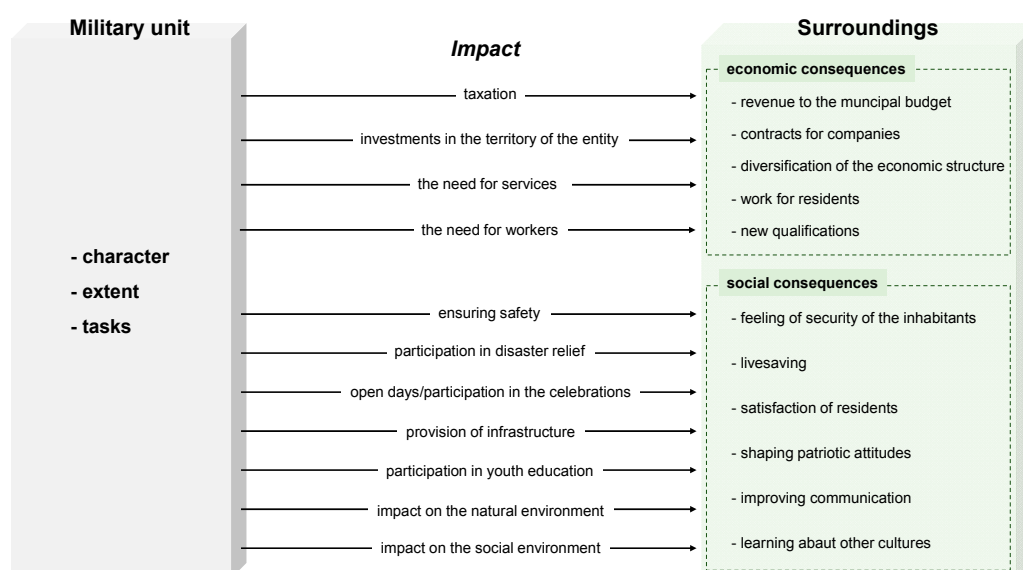 Military unit
- character
- extent
- tasks
Impact
taxation
investments in the territory of the entity
the need for services
the need for workers
ensuring safety
participation in disaster relief
open days/participation in the celebrations
provision of infrastructure
participation in youth education
impact on the natural environment
impact on the social environment
Surroundings
economic consequences
- revenue to the muncipal budget
- contracts for companies
- diversification of the economic structure
- work for residents
- new qualifications
social consequences
- feeling of security of the inhabitants
- livesaving
- satisfaction of residents
- shaping patriotic attitudes
- improving communication
- learning abaut other cultures